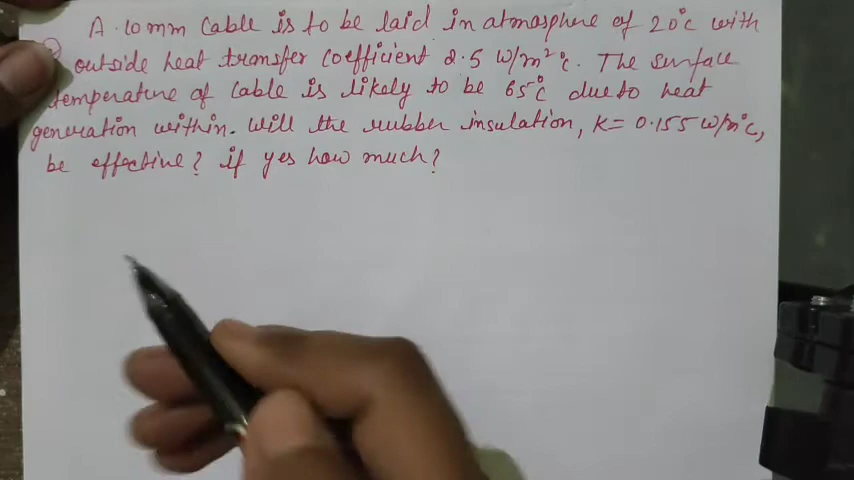 A 10mm Cable is to be laid in atmosphere of 20°c with
outside heat transfer Coefficient 2.5 W/m²°c. The surface
temperature of Cable is likely to be 65°c due to heat
generation within. Will the rubber insulation, K= 0.155 W/m°c,
be effective? if yes how much?